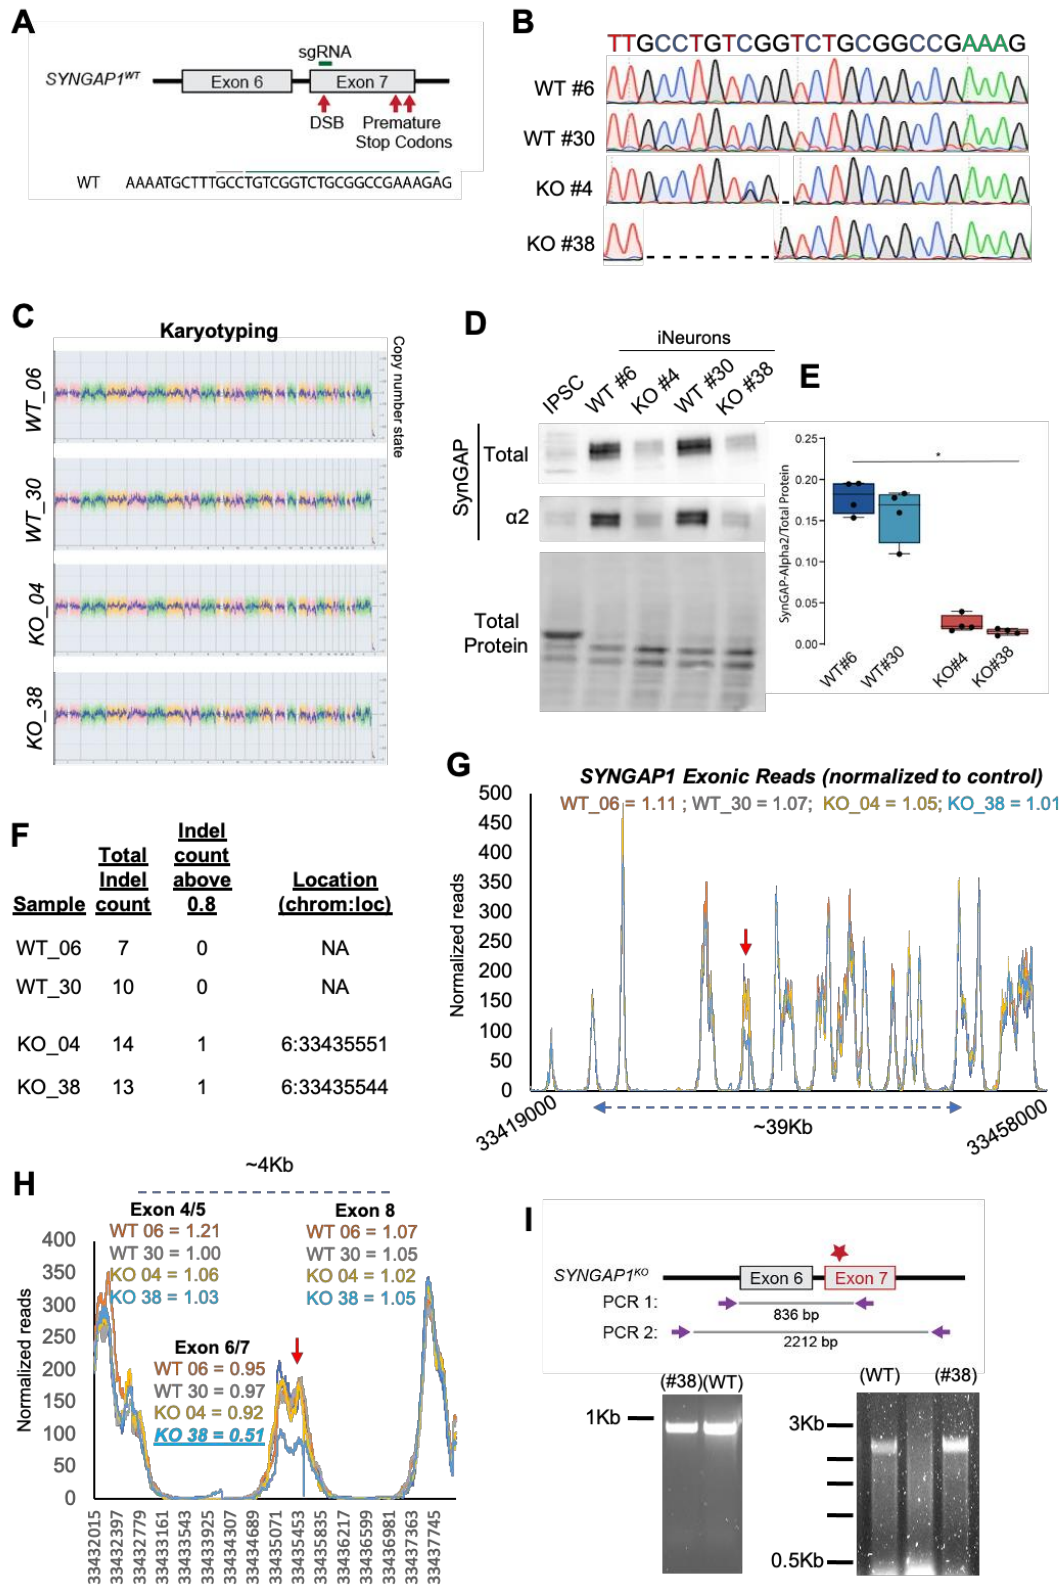 A
sgRNA
SYNGAP1WT
Exon 6
Exon 7
DSB
Premature
Stop Codons
WT AAAATGCTTTGCCTGTCGGTCTGCGGCCGAAAGAG
B
TTGCCTGTCGGTCTGCGGCCGAAAG
WT #6
WT #30
KO #4
KO #38
C
Karyotyping
Copy number state
WT_06
WT_30
KO_04
KO_38
D
iNeurons
IPSC
WT #6
KO #4
WT #30
KO #38
SynGAP
Total
α2
Total
Protein
E
*
SynGAP-Alpha2/Total Protein
0.25
0.20
0.15
0.05
0.00
WT#6
WT#30
KO#4
KO#38
F
Sample
Total Indel count
Indel count above 0.8
Location (chrom:loc)
WT_06 7 0 NA
WT_30 10 0 NA
KO_04 14 1 6:33435551
KO_38 13 1 6:33435544
G
SYNGAP1 Exonic Reads (normalized to control)
WT_06 = 1.11 ; WT_30 = 1.07; KO_04 = 1.05; KO_38 = 1.01
Normalized reads
500
450
400
350
300
250
200
150
100
50
0
33419000
~39Kb
33458000
H
~4Kb
Exon 4/5
WT 06 = 1.21
WT 30 = 1.00
KO 04 = 1.06
KO 38 = 1.03
Exon 8
WT 06 = 1.07
WT 30 = 1.05
KO 04 = 1.02
KO 38 = 1.05
Exon 6/7
WT 06 = 0.95
WT 30 = 0.97
KO 04 = 0.92
KO 38 = 0.51
Normalized reads
400
350
300
250
200
150
100
50
0
33432015
33432397
33432779
33433161
33433543
33433925
33434307
33434689
33435071
33435453
33435835
33436217
33436599
33436981
33437363
33437745
I
SYNGAP1KO
Exon 6
Exon 7
PCR 1:
836 bp
PCR 2:
2212 bp
(#38)(WT)
1Kb
(WT)
(#38)
3Kb
0.5Kb